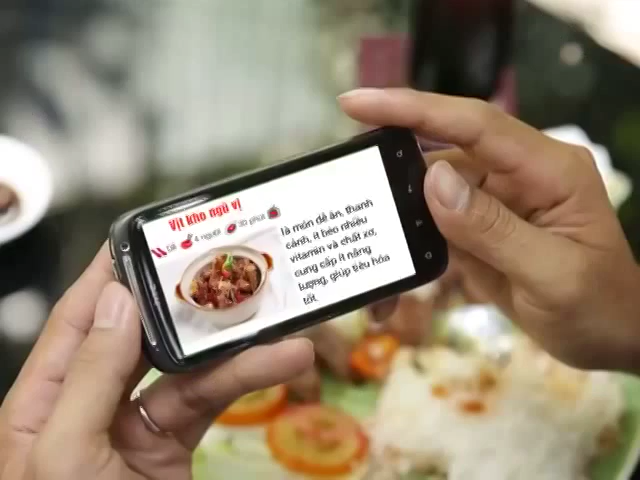 Vịt kho ngũ vị
Dễ 4 người 30 phút
là món dễ ăn, thanh
cảnh, ít béo nhiều
vitamin và chất xơ,
cung cấp ít năng
lượng, giúp tiêu hóa
tốt.